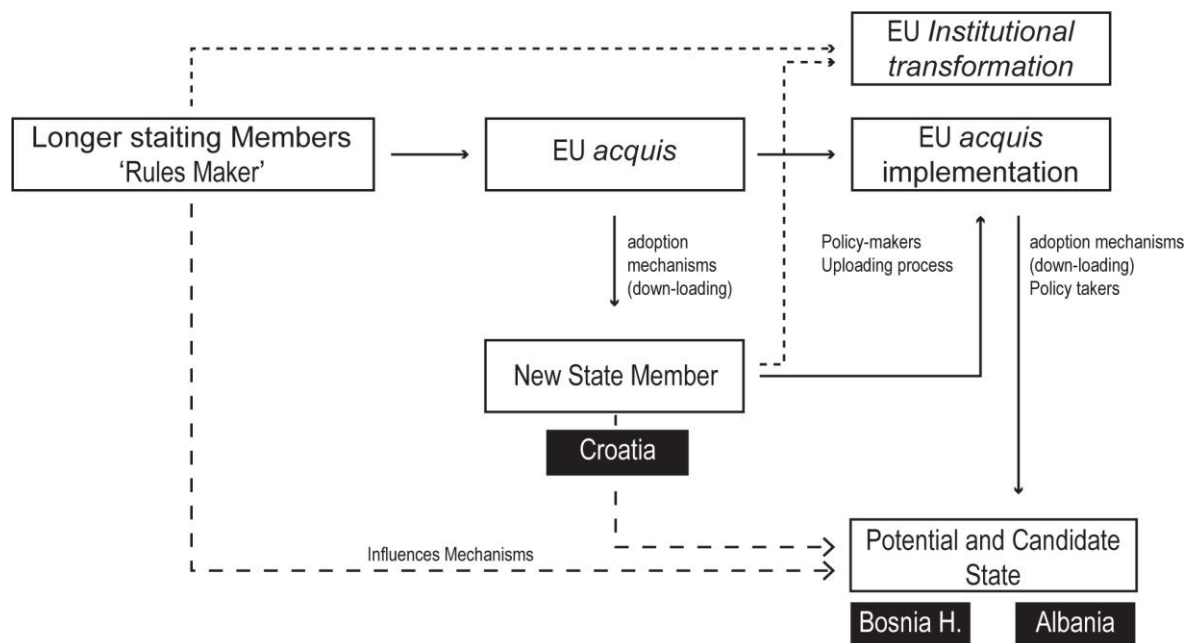 EU Institutional
transformation
Longer staiting Members
‘Rules Maker’
EU acquis
EU acquis
implementation
adoption
mechanisms
(down-loading)
Policy-makers
Uploading process
adoption mechanisms
(down-loading)
Policy takers
New State Member
Croatia
Influences Mechanisms
Potential and Candidate
State
Bosnia H.
Albania